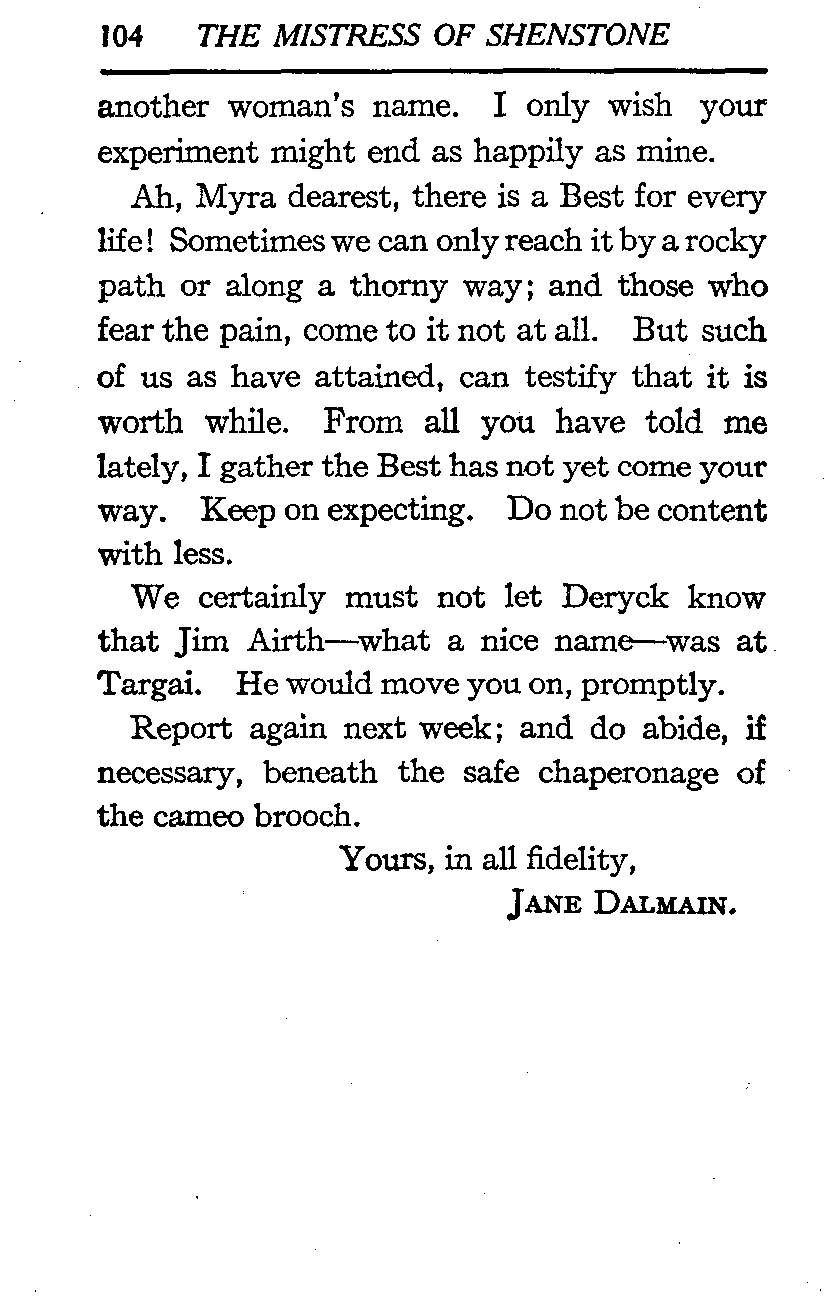 104 THE MISTRESS OF SHENSTONE
another woman's name. I only wish your
experiment might end as happily as mine.
Ah, Myra dearest, there is a Best for every
life! Sometimes we can only reach it by a rocky
path or along a thorny way; and those who
fear the pain, come to it not at all. But such
of us as have attained, can testify that it is
worth while. From all you have told me
lately, I gather the Best has not yet come your
way. Keep on expecting. Do not be content
with less.
We certainly must not let Deryck know
that Jim Airth—what a nice name—was at
Targai. He would move you on, promptly.
Report again next week; and do abide, if
necessary, beneath the safe chaperonage of
the cameo brooch.
Yours, in all fidelity,
JANE DALMAIN.